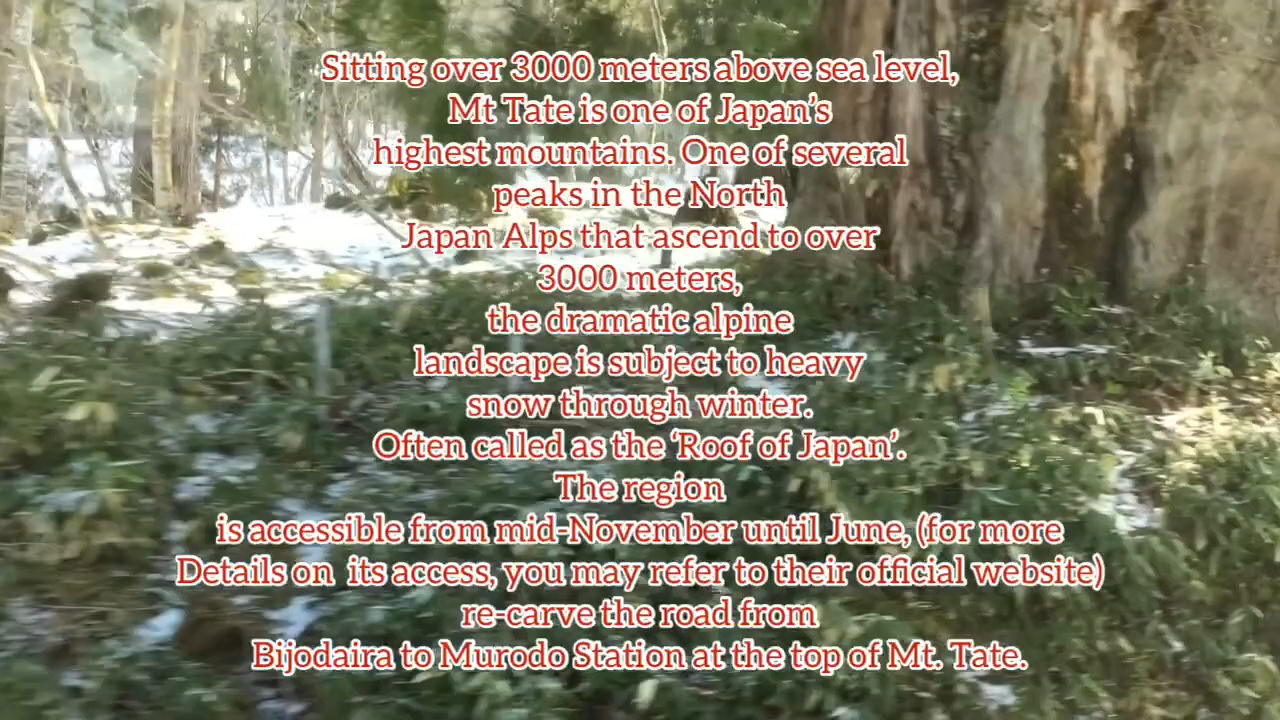 Sitting over 3000 meters above sea level,
Mt Tate is one of Japan’s
highest mountains. One of several
peaks in the North
Japan Alps that ascend to over
3000 meters,
the dramatic alpine
landscape is subject to heavy
snow through winter.
Often called as the ‘Roof of Japan’.
The region
is accessible from mid-November until June, (for more
Details on  its access, you may refer to their official website)
re-carve the road from
Bijodaira to Murodo Station at the top of Mt. Tate.